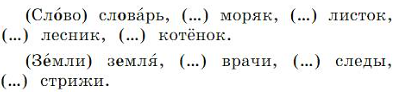 (Сло́во) слова́рь, (...) моряк, (...) листок,
(...) лесник, (...) котёнок.
(Зе́мли) земля́, (...) врачи, (...) следы,
(...) стрижи.